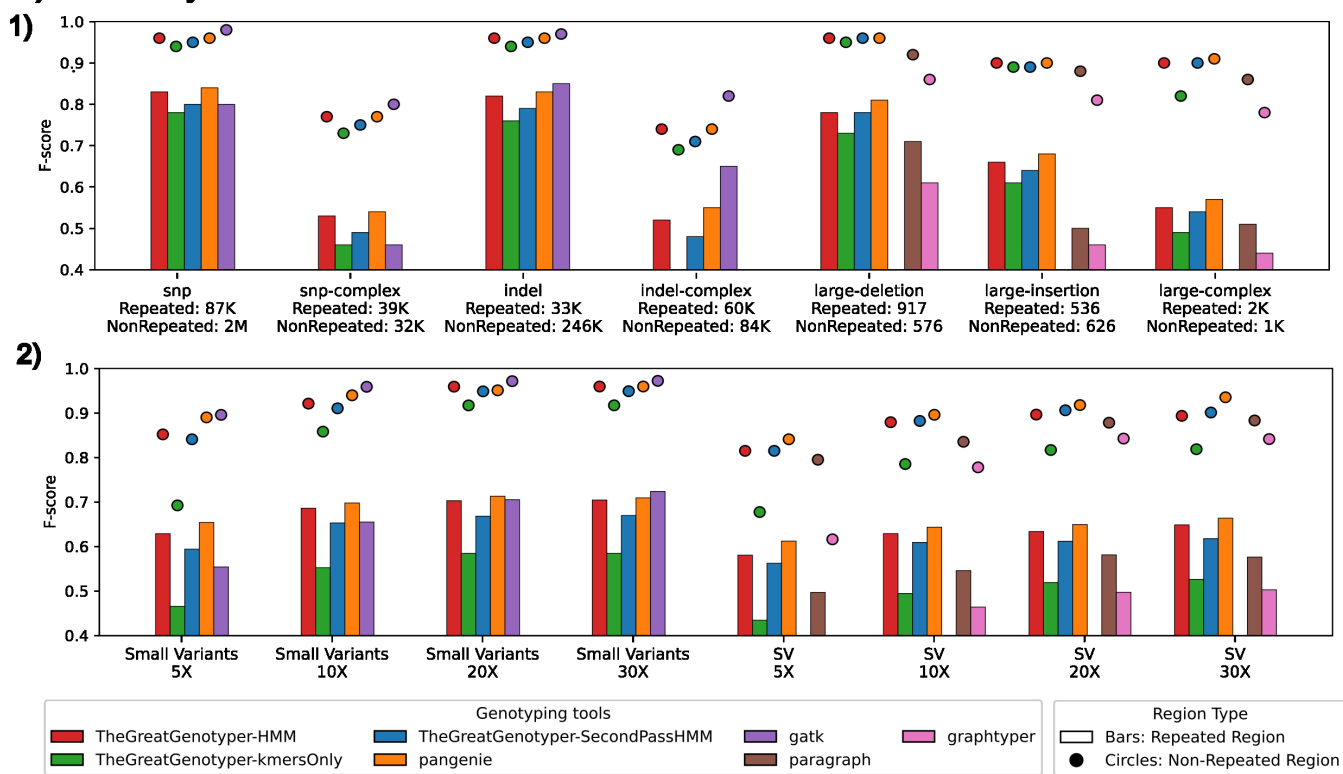 1)
1.0
0.9
0.8
0.7
0.6
0.5
0.4
F-score
snp
Repeated: 87K
NonRepeated: 2M
snp-complex
Repeated: 39K
NonRepeated: 32K
indel
Repeated: 33K
NonRepeated: 246K
indel-complex
Repeated: 60K
NonRepeated: 84K
large-deletion
Repeated: 917
NonRepeated: 576
large-insertion
Repeated: 536
NonRepeated: 626
large-complex
Repeated: 2K
NonRepeated: 1K
2)
1.0
0.9
0.8
0.7
0.6
0.5
0.4
F-score
Small Variants
5X
Small Variants
10X
Small Variants
20X
Small Variants
30X
SV
5X
SV
10X
SV
20X
SV
30X
Genotyping tools
TheGreatGenotyper-HMM
TheGreatGenotyper-kmersOnly
TheGreatGenotyper-SecondPassHMM
pangenie
gatk
paragraph
graphtyper
Region Type
Bars: Repeated Region
Circles: Non-Repeated Region